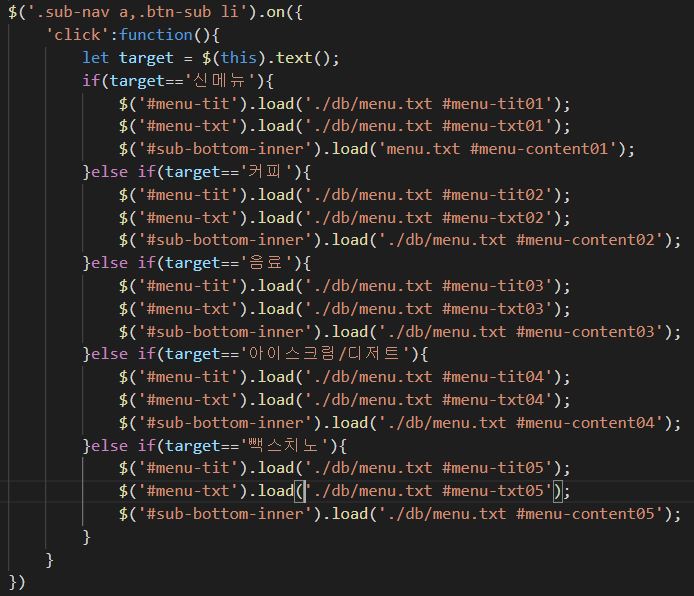 $('.sub-nav a,.btn-sub li').on({
    'click':function(){
        let target = $(this).text();
        if(target=='신메뉴'){
            $('#menu-tit').load('./db/menu.txt #menu-tit01');
            $('#menu-txt').load('./db/menu.txt #menu-txt01');
            $('#sub-bottom-inner').load('menu.txt #menu-content01');
        }else if(target=='커피'){
            $('#menu-tit').load('./db/menu.txt #menu-tit02');
            $('#menu-txt').load('./db/menu.txt #menu-txt02');
            $('#sub-bottom-inner').load('./db/menu.txt #menu-content02');
        }else if(target=='음료'){
            $('#menu-tit').load('./db/menu.txt #menu-tit03');
            $('#menu-txt').load('./db/menu.txt #menu-txt03');
            $('#sub-bottom-inner').load('./db/menu.txt #menu-content03');
        }else if(target=='아이스크림/디저트'){
            $('#menu-tit').load('./db/menu.txt #menu-tit04');
            $('#menu-txt').load('./db/menu.txt #menu-txt04');
            $('#sub-bottom-inner').load('./db/menu.txt #menu-content04');
        }else if(target=='빽스치노'){
            $('#menu-tit').load('./db/menu.txt #menu-tit05');
            $('#menu-txt').load('./db/menu.txt #menu-txt05');
            $('#sub-bottom-inner').load('./db/menu.txt #menu-content05');
        }
    }
})